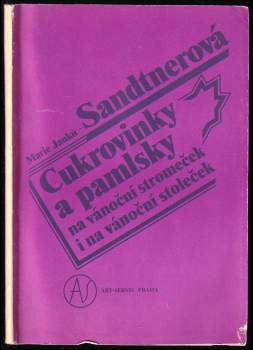 Marie Janků
Sandtnerová
Cukrovinky
a pamlsky
na vánoční stromeček
i na vánoční stoleček
AS
ART-SERVIS PRAHA